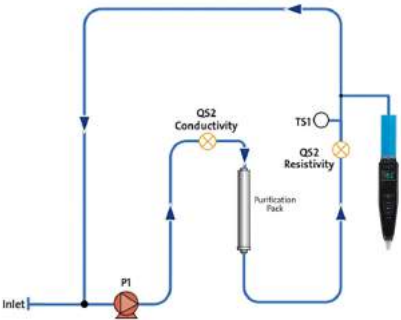 QS2
Conductivity
TS1
QS2
Resistivity
Purification
Pack
P1
Inlet